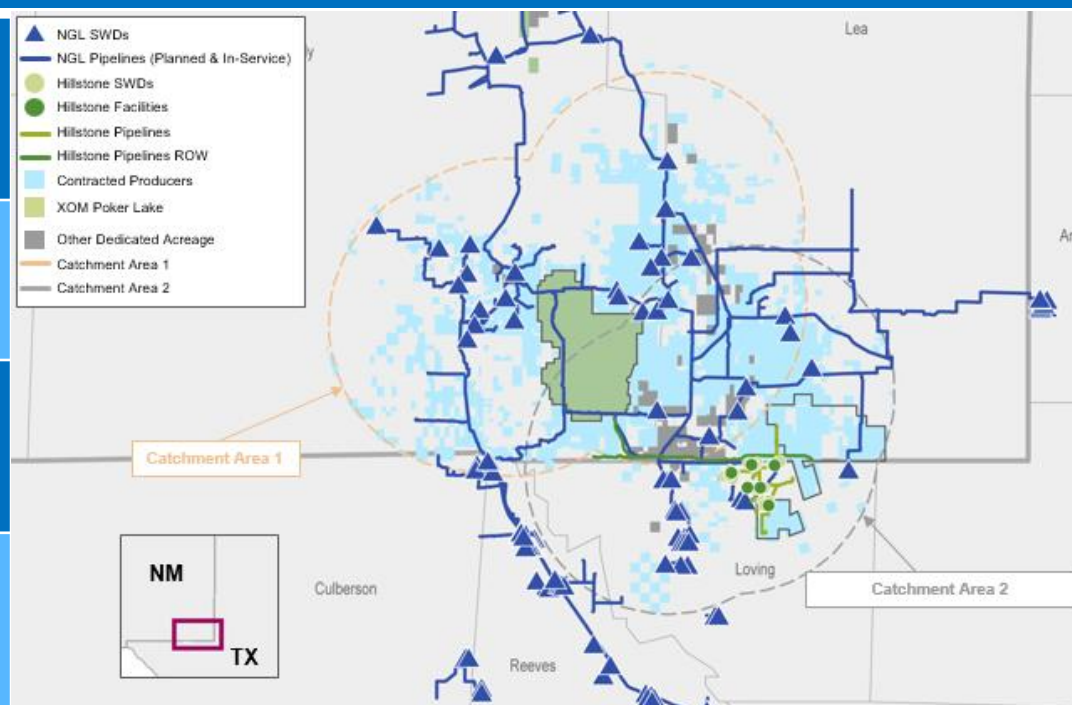 NGL SWDs
NGL Pipelines (Planned & In-Service)
Hillstone SWDs
Hillstone Facilities
Hillstone Pipelines
Hillstone Pipelines ROW
Contracted Producers
XOM Poker Lake
Other Dedicated Acreage
Catchment Area 1
Catchment Area 2
y
Lea
Catchment Area 1
Culberson
Loving
Catchment Area 2
Reeves
NM
TX